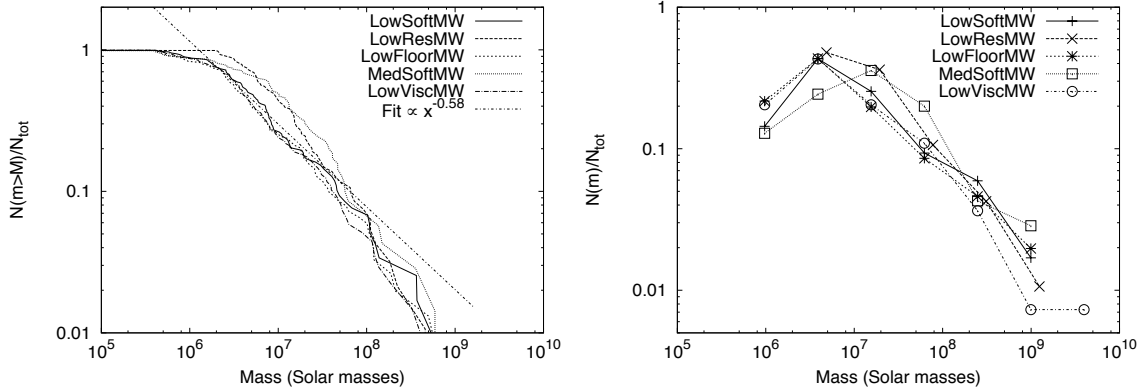 N(m>M)/N_tot
1
0.1
0.01
10^5
10^6
10^7
10^8
10^9
10^10
Mass (Solar masses)
LowSoftMW
LowResMW
LowFloorMW
MedSoftMW
LowViscMW
Fit ∝ x^-0.58
N(m)/N_tot
1
0.1
0.01
10^6
10^7
10^8
10^9
10^10
Mass (Solar masses)
LowSoftMW
LowResMW
LowFloorMW
MedSoftMW
LowViscMW